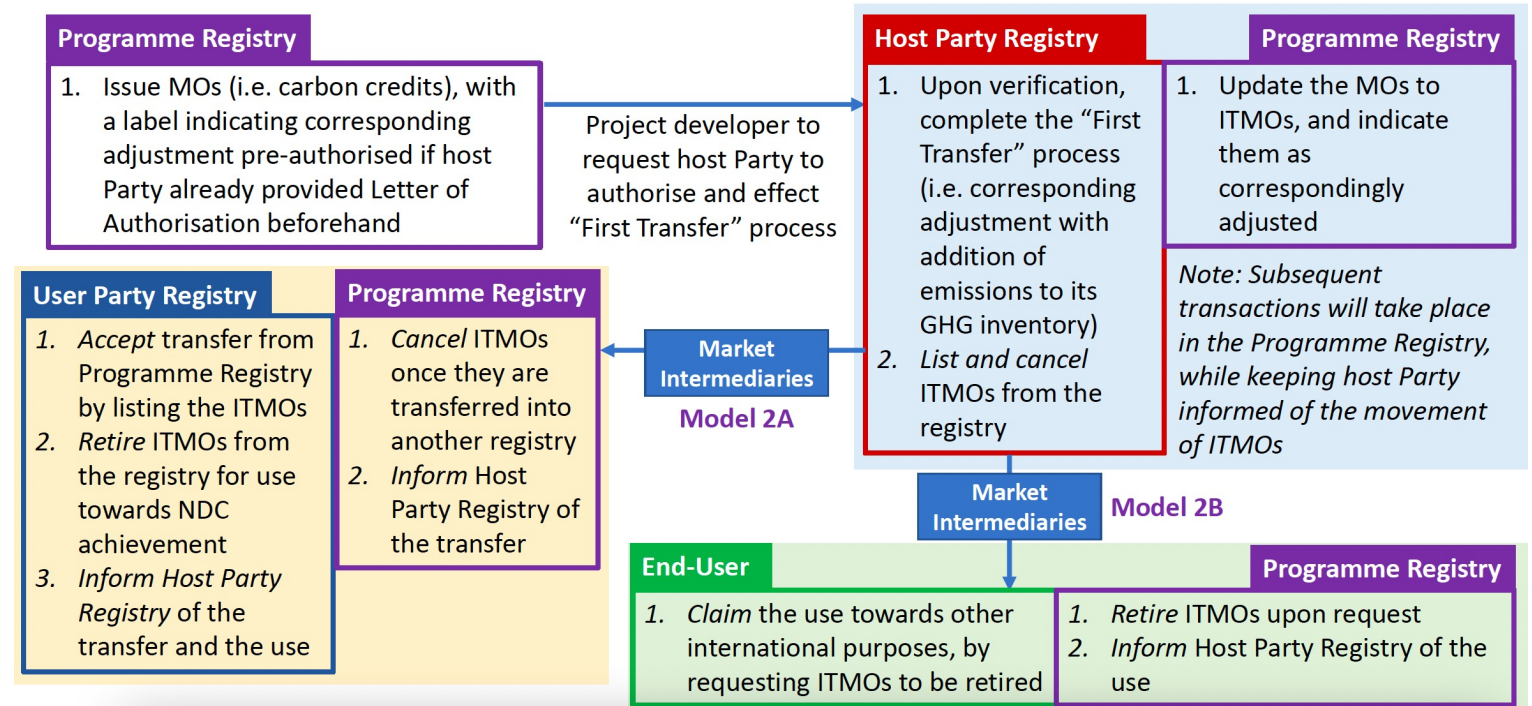 Programme Registry
1. Issue MOs (i.e. carbon credits), with
a label indicating corresponding
adjustment pre-authorised if host
Party already provided Letter of
Authorisation beforehand
Project developer to
request host Party to
authorise and effect
“First Transfer” process
Host Party Registry
1. Upon verification,
complete the “First
Transfer” process
(i.e. corresponding
adjustment with
addition of
emissions to its
GHG inventory)
2. List and cancel
ITMOs from the
registry
Programme Registry
1. Update the MOs to
ITMOs, and indicate
them as
correspondingly
adjusted
Note: Subsequent
transactions will take place
in the Programme Registry,
while keeping host Party
informed of the movement
of ITMOs
Market
Intermediaries
Model 2A
User Party Registry
1. Accept transfer from
Programme Registry
by listing the ITMOs
2. Retire ITMOs from
the registry for use
towards NDC
achievement
3. Inform Host Party
Registry of the
transfer and the use
Programme Registry
1. Cancel ITMOs
once they are
transferred into
another registry
2. Inform Host
Party Registry of
the transfer
Market
Intermediaries
Model 2B
End-User
1. Claim the use towards other
international purposes, by
requesting ITMOs to be retired
Programme Registry
1. Retire ITMOs upon request
2. Inform Host Party Registry of the
use